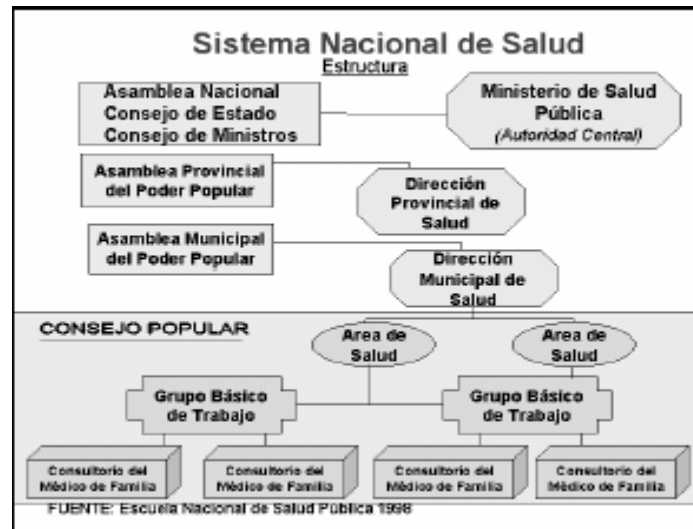 Sistema Nacional de Salud
Estructura
Asamblea Nacional
Consejo de Estado
Consejo de Ministros
Ministerio de Salud
Pública
(Autoridad Central)
Asamblea Provincial
del Poder Popular
Dirección
Provincial de
Salud
Asamblea Municipal
del Poder Popular
Dirección
Municipal de
Salud
CONSEJO POPULAR
Area de
Salud
Area de
Salud
Grupo Básico
de Trabajo
Grupo Básico
de Trabajo
Consultorio del
Médico de Familia
Consultorio del
Médico de Familia
Consultorio del
Médico de Familia
Consultorio del
Médico de Familia
FUENTE: Escuela Nacional de Salud Pública 1998